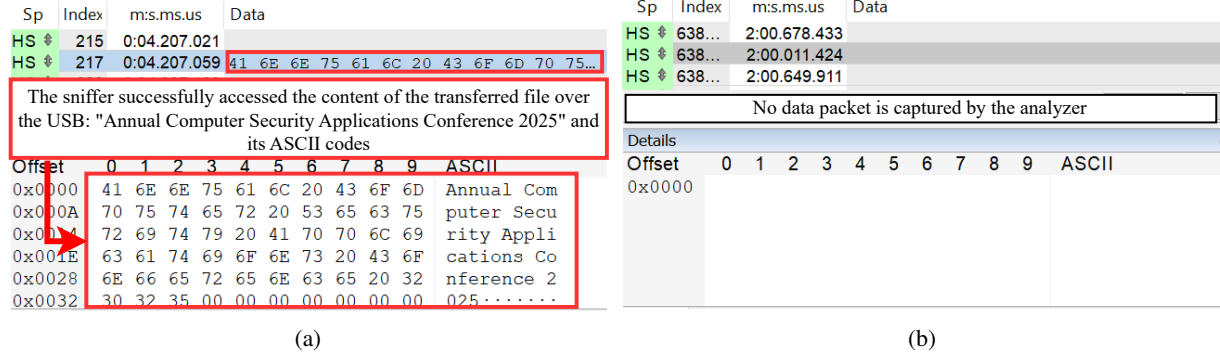 Sp Index m:s.ms.us Data
HS 215 0:04.207.021
HS 217 0:04.207.059 41 6E 6E 75 61 6C 20 43 6F 6D 70 75...
The sniffer successfully accessed the content of the transferred file over
the USB: "Annual Computer Security Applications Conference 2025" and
its ASCII codes
Offset 0 1 2 3 4 5 6 7 8 9 ASCII
0x0000 41 6E 6E 75 61 6C 20 43 6F 6D Annual Com
0x000A 70 75 74 65 72 20 53 65 63 75 puter Secu
72 69 74 79 20 41 70 70 6C 69 rity Appli
0x001E 63 61 74 69 6F 6E 73 20 43 6F cations Co
0x0028 6E 66 65 72 65 6E 63 65 20 32 nference 2
0x0032 30 32 35 00 00 00 00 00 00 00 025·······
(a)
Sp Index m:s.ms.us Data
HS 638... 2:00.678.433
HS 638... 2:00.011.424
HS 638... 2:00.649.911
No data packet is captured by the analyzer
Details
Offset 0 1 2 3 4 5 6 7 8 9 ASCII
0x0000
(b)